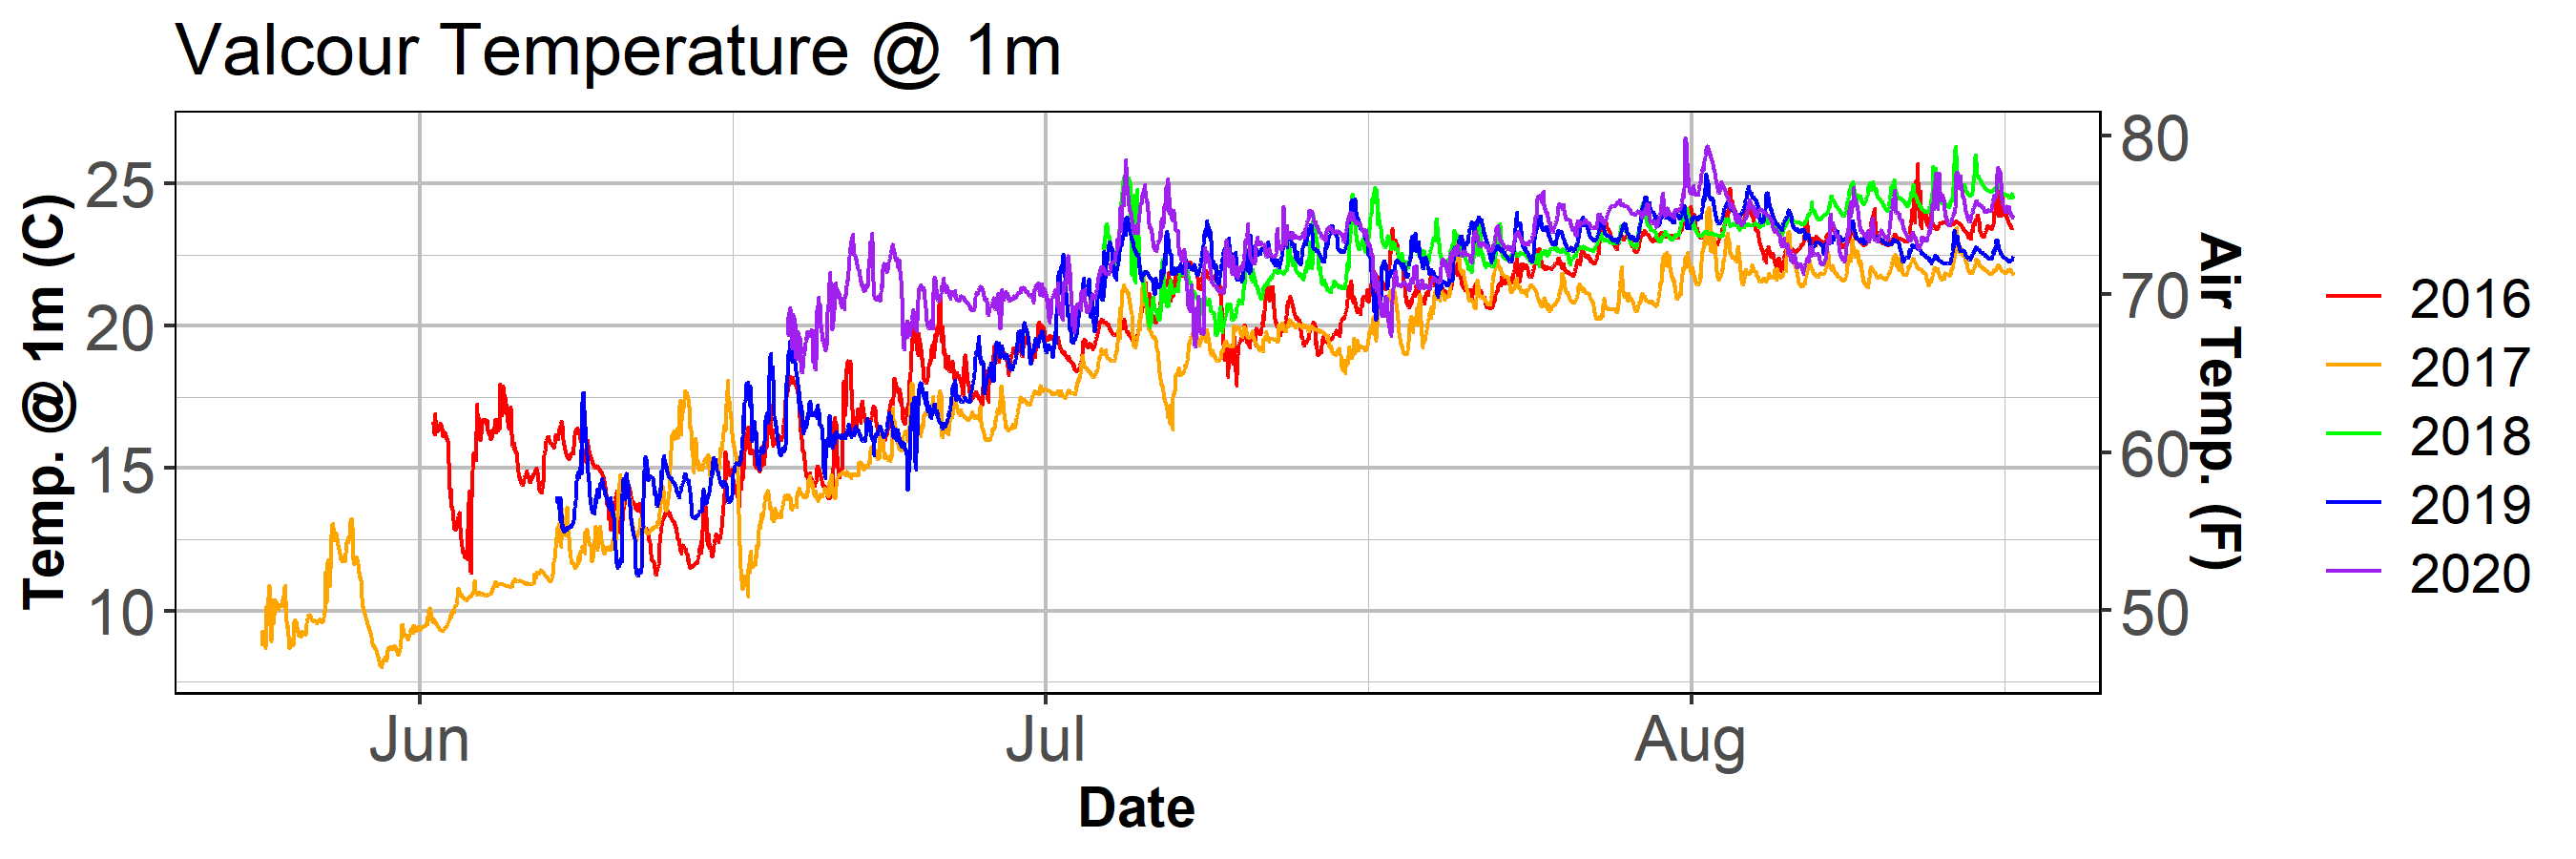 Valcour Temperature @ 1m
Temp. @ 1m (C)
25
20
15
10
80
70
60
50
Air Temp. (F)
Jun
Jul
Aug
Date
2016
2017
2018
2019
2020